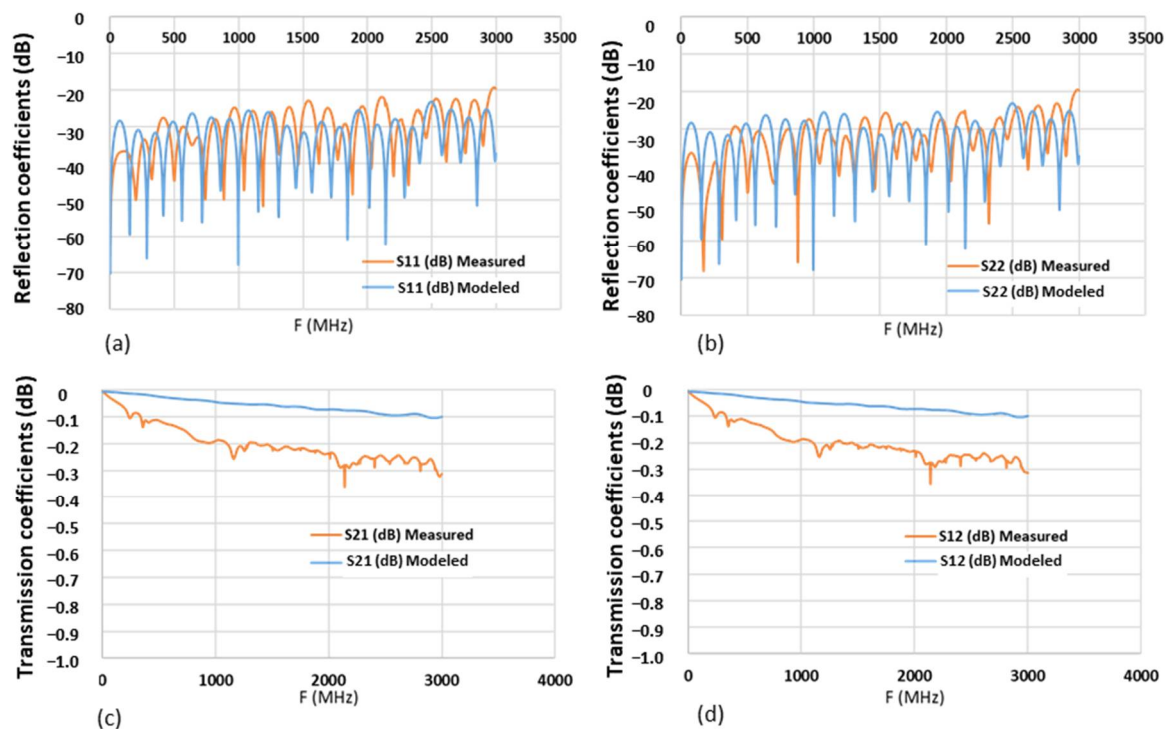 Reflection coefficients (dB)
0
−10
−20
−30
−40
−50
−60
−70
−80
0 500 1000 1500 2000 2500 3000 3500
S11 (dB) Measured
S11 (dB) Modeled
F (MHz)
(a)
Reflection coefficients (dB)
0
−10
−20
−30
−40
−50
−60
−70
−80
0 500 1000 1500 2000 2500 3000 3500
S22 (dB) Measured
S22 (dB) Modeled
F (MHz)
(b)
Transmission coefficients (dB)
0
−0.1
−0.2
−0.3
−0.4
−0.5
−0.6
−0.7
−0.8
−0.9
−1.0
S21 (dB) Measured
S21 (dB) Modeled
0 1000 2000 3000 4000
F (MHz)
(c)
Transmission coefficients (dB)
0
−0.1
−0.2
−0.3
−0.4
−0.5
−0.6
−0.7
−0.8
−0.9
−1.0
S12 (dB) Measured
S12 (dB) Modeled
0 1000 2000 3000 4000
F (MHz)
(d)